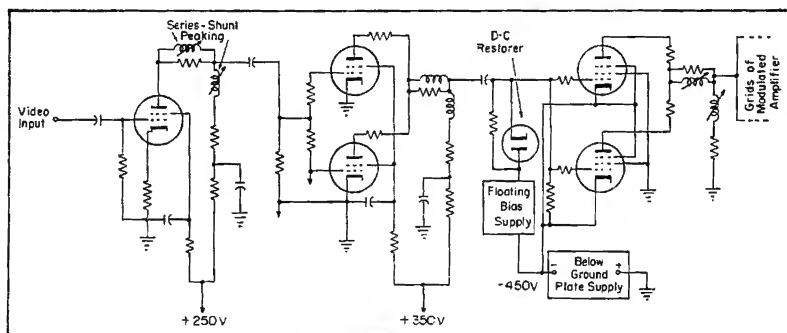 Series-Shunt
Peaking
D-C
Restorer
Video
Input
Grids of
Modulated
Amplifier
Floating
Bias
Supply
-450V
- +
Below
Ground
Plate Supply
+250V
+350V